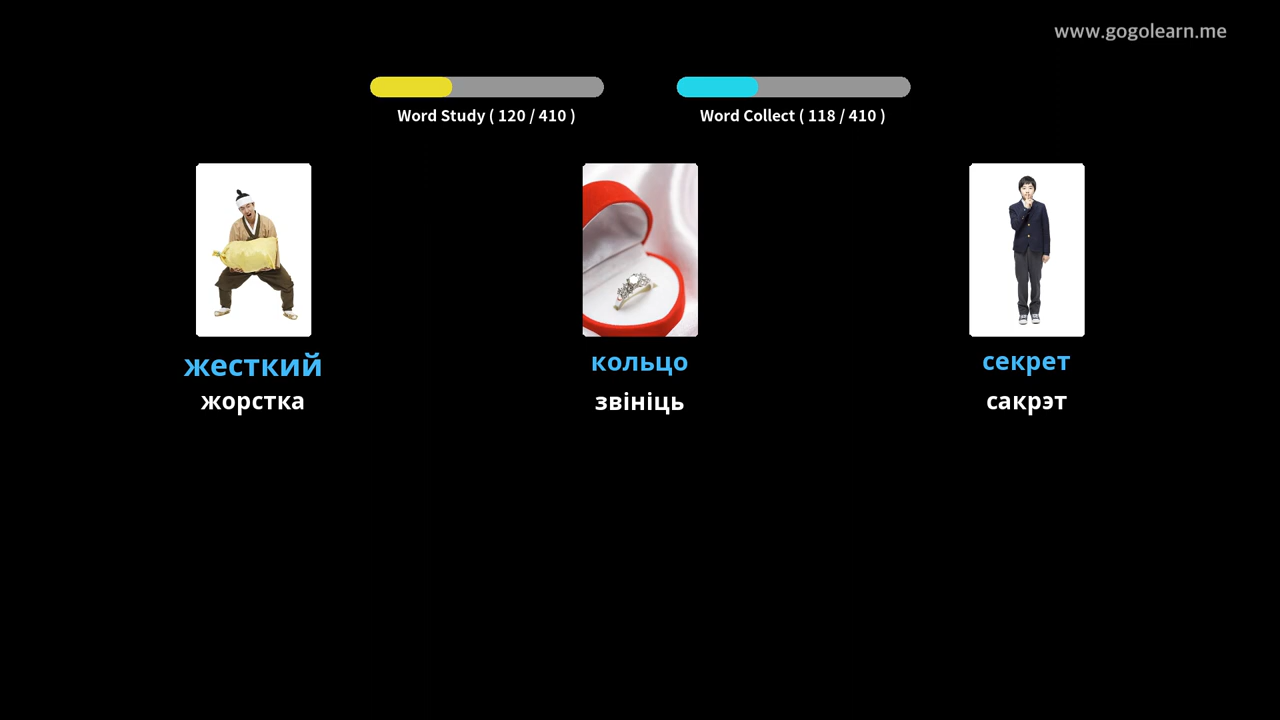 www.gogolearn.me
Word Study ( 120 / 410 )
Word Collect ( 118 / 410 )
жесткий
кольцо
секрет
жорстка
звініць
сакрэт